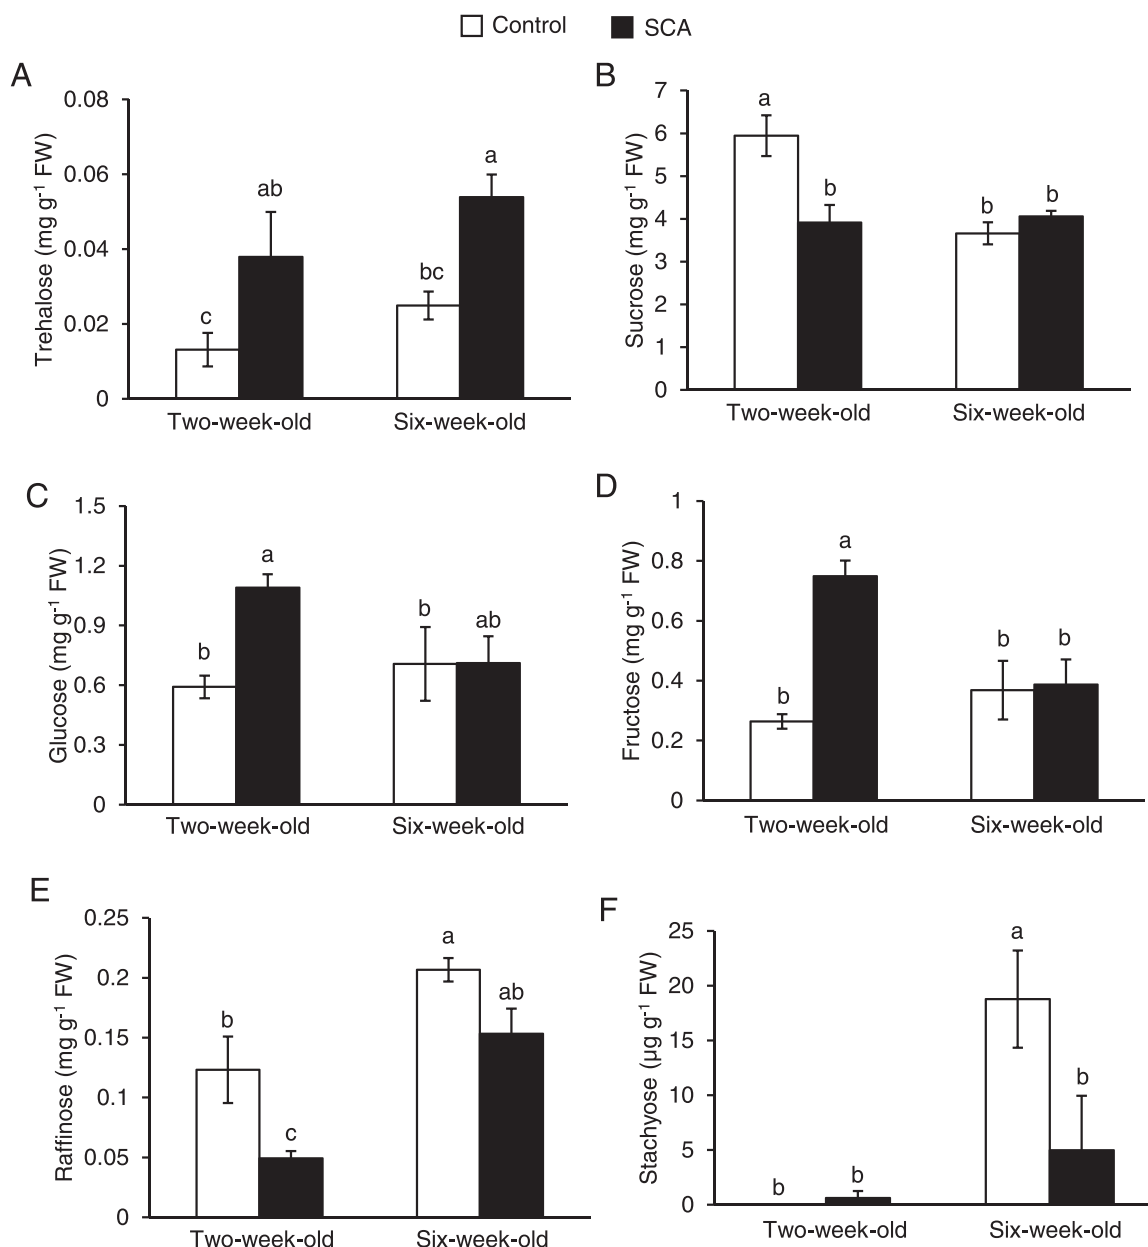 Control SCA
A
Trehalose (mg g⁻¹ FW)
0.08
0.06
0.04
0.02
0
c
ab
bc
a
Two-week-old Six-week-old
B
Sucrose (mg g⁻¹ FW)
7
6
5
4
3
2
1
0
a
b
b
b
Two-week-old Six-week-old
C
Glucose (mg g⁻¹ FW)
1.5
1.2
0.9
0.6
0.3
0
b
a
b
ab
Two-week-old Six-week-old
D
Fructose (mg g⁻¹ FW)
1
0.8
0.6
0.4
0.2
0
b
a
b
b
Two-week-old Six-week-old
E
Raffinose (mg g⁻¹ FW)
0.25
0.2
0.15
0.1
0.05
0
b
c
a
ab
Two-week-old Six-week-old
F
Stachyose (µg g⁻¹ FW)
25
20
15
10
5
0
b
b
a
b
Two-week-old Six-week-old